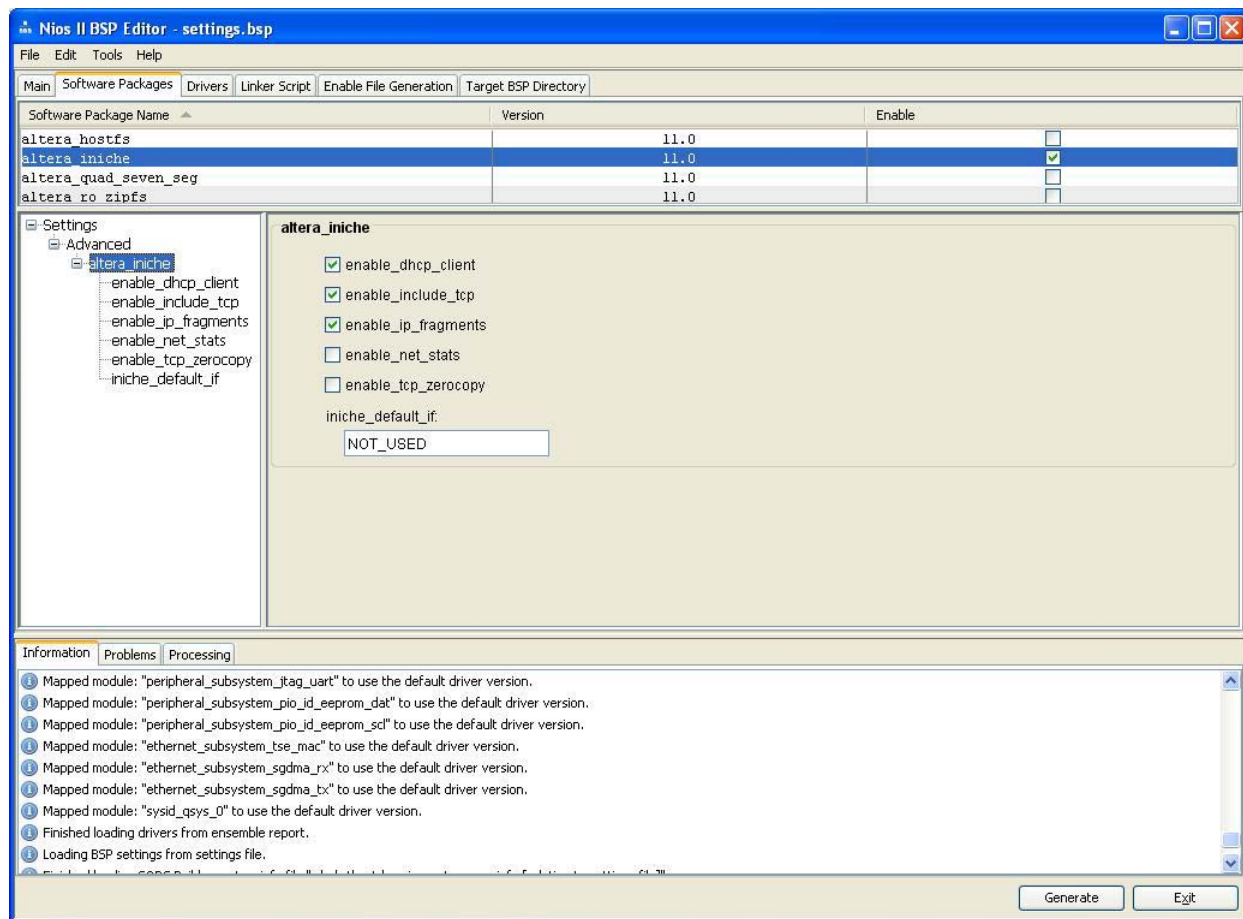 Nios II BSP Editor - settings.bsp
File Edit Tools Help
Main Software Packages Drivers Linker Script Enable File Generation Target BSP Directory
Software Package Name Version Enable
altera_hostfs 11.0
altera_iniche 11.0
altera_quad_seven_seg 11.0
altera_ro_zipfs 11.0
Settings
Advanced
altera_iniche
enable_dhcp_client
enable_include_tcp
enable_ip_fragments
enable_net_stats
enable_tcp_zerocopy
iniche_default_if
altera_iniche
enable_dhcp_client
enable_include_tcp
enable_ip_fragments
enable_net_stats
enable_tcp_zerocopy
iniche_default_if:
NOT_USED
Information Problems Processing
Mapped module: "peripheral_subsystem_jtag_uart" to use the default driver version.
Mapped module: "peripheral_subsystem_pio_id_eeprom_dat" to use the default driver version.
Mapped module: "peripheral_subsystem_pio_id_eeprom_scl" to use the default driver version.
Mapped module: "ethernet_subsystem_tse_mac" to use the default driver version.
Mapped module: "ethernet_subsystem_sgdma_rx" to use the default driver version.
Mapped module: "ethernet_subsystem_sgdma_tx" to use the default driver version.
Mapped module: "sysid_qsys_0" to use the default driver version.
Finished loading drivers from ensemble report.
Loading BSP settings from settings file.
Generate Exit